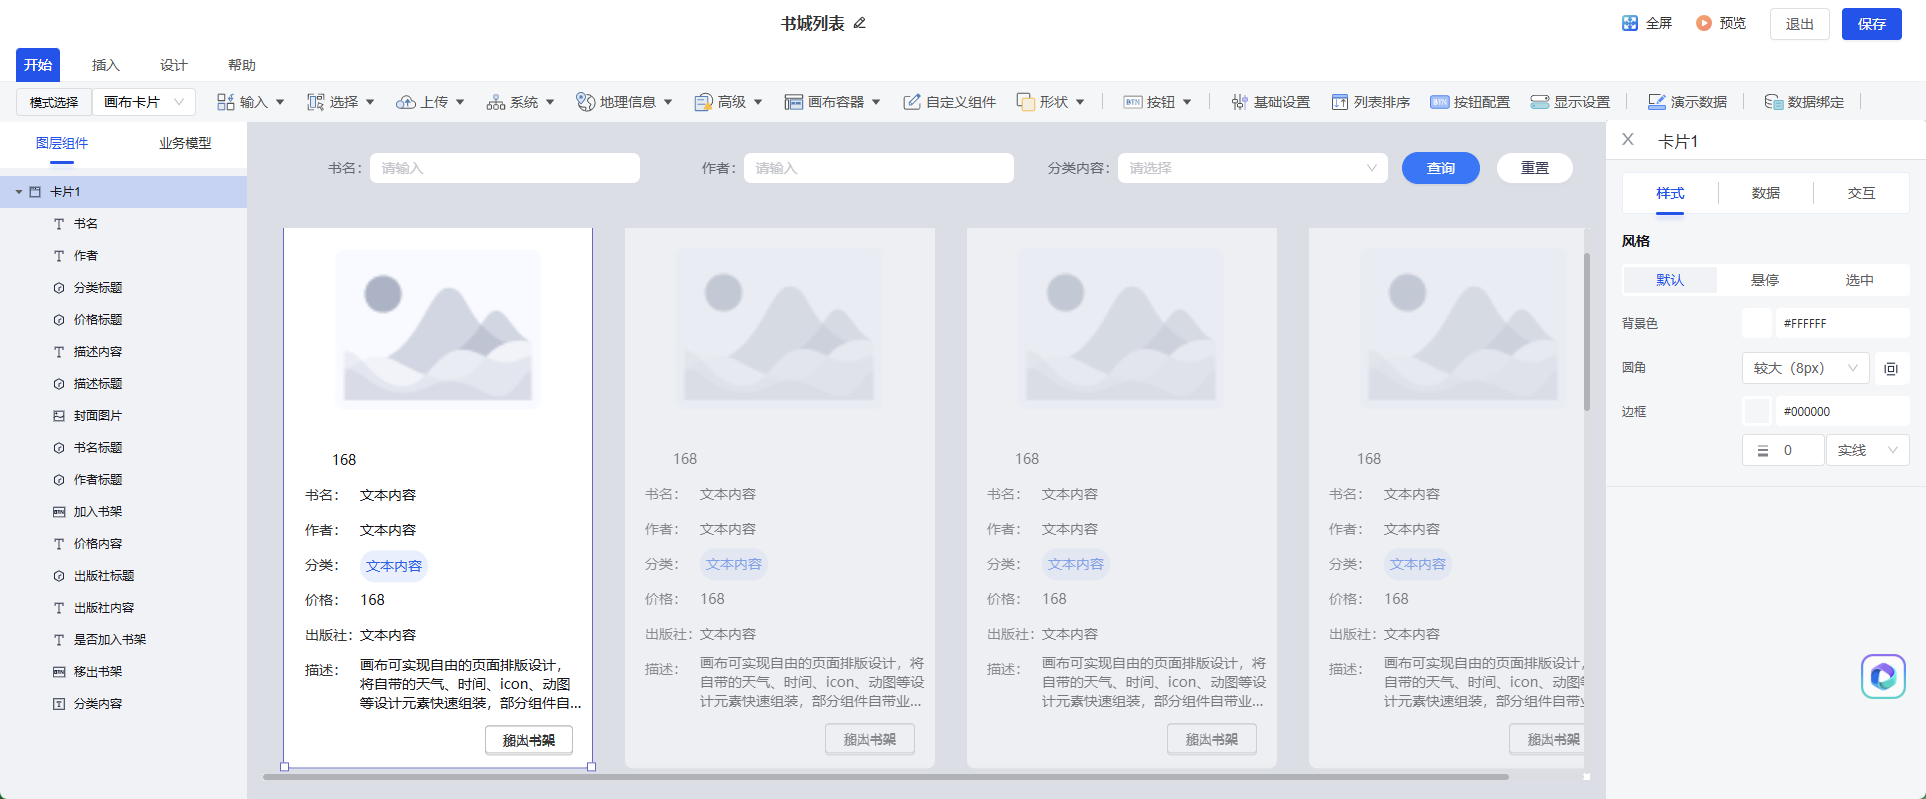 书城列表
全屏
预览
退出
保存
开始
插入
设计
帮助
模式选择
画布卡片
输入
选择
上传
系统
地理信息
高级
画布容器
自定义组件
形状
按钮
基础设置
列表排序
按钮配置
显示设置
演示数据
数据绑定
图层组件
业务模型
卡片1
书名
作者
分类标题
价格标题
描述内容
描述标题
封面图片
书名标题
作者标题
加入书架
价格内容
出版社标题
出版社内容
是否加入书架
移出书架
分类内容
书名：
请输入
作者：
请输入
分类内容：
请选择
查询
重置
168
书名： 文本内容
作者： 文本内容
分类： 文本内容
价格： 168
出版社： 文本内容
描述： 画布可实现自由的页面排版设计，
将自带的天气、时间、icon、动图
等设计元素快速组装，部分组件自...
书架
168
书名： 文本内容
作者： 文本内容
分类： 文本内容
价格： 168
出版社： 文本内容
描述： 画布可实现自由的页面排版设计，将
自带的天气、时间、icon、动图等设
计元素快速组装，部分组件自带业...
书架
168
书名： 文本内容
作者： 文本内容
分类： 文本内容
价格： 168
出版社： 文本内容
描述： 画布可实现自由的页面排版设计，将
自带的天气、时间、icon、动图等设
计元素快速组装，部分组件自带业...
书架
168
书名： 文本内容
作者： 文本内容
分类： 文本内容
价格： 168
出版社： 文本内容
描述： 画布可实现自由的页面排版设计，
自带的天气、时间、icon、动图等
计元素快速组装，部分组件自带业
书架
卡片1
样式
数据
交互
风格
默认
悬停
选中
背景色
#FFFFFF
圆角
较大（8px）
边框
#000000
0
实线